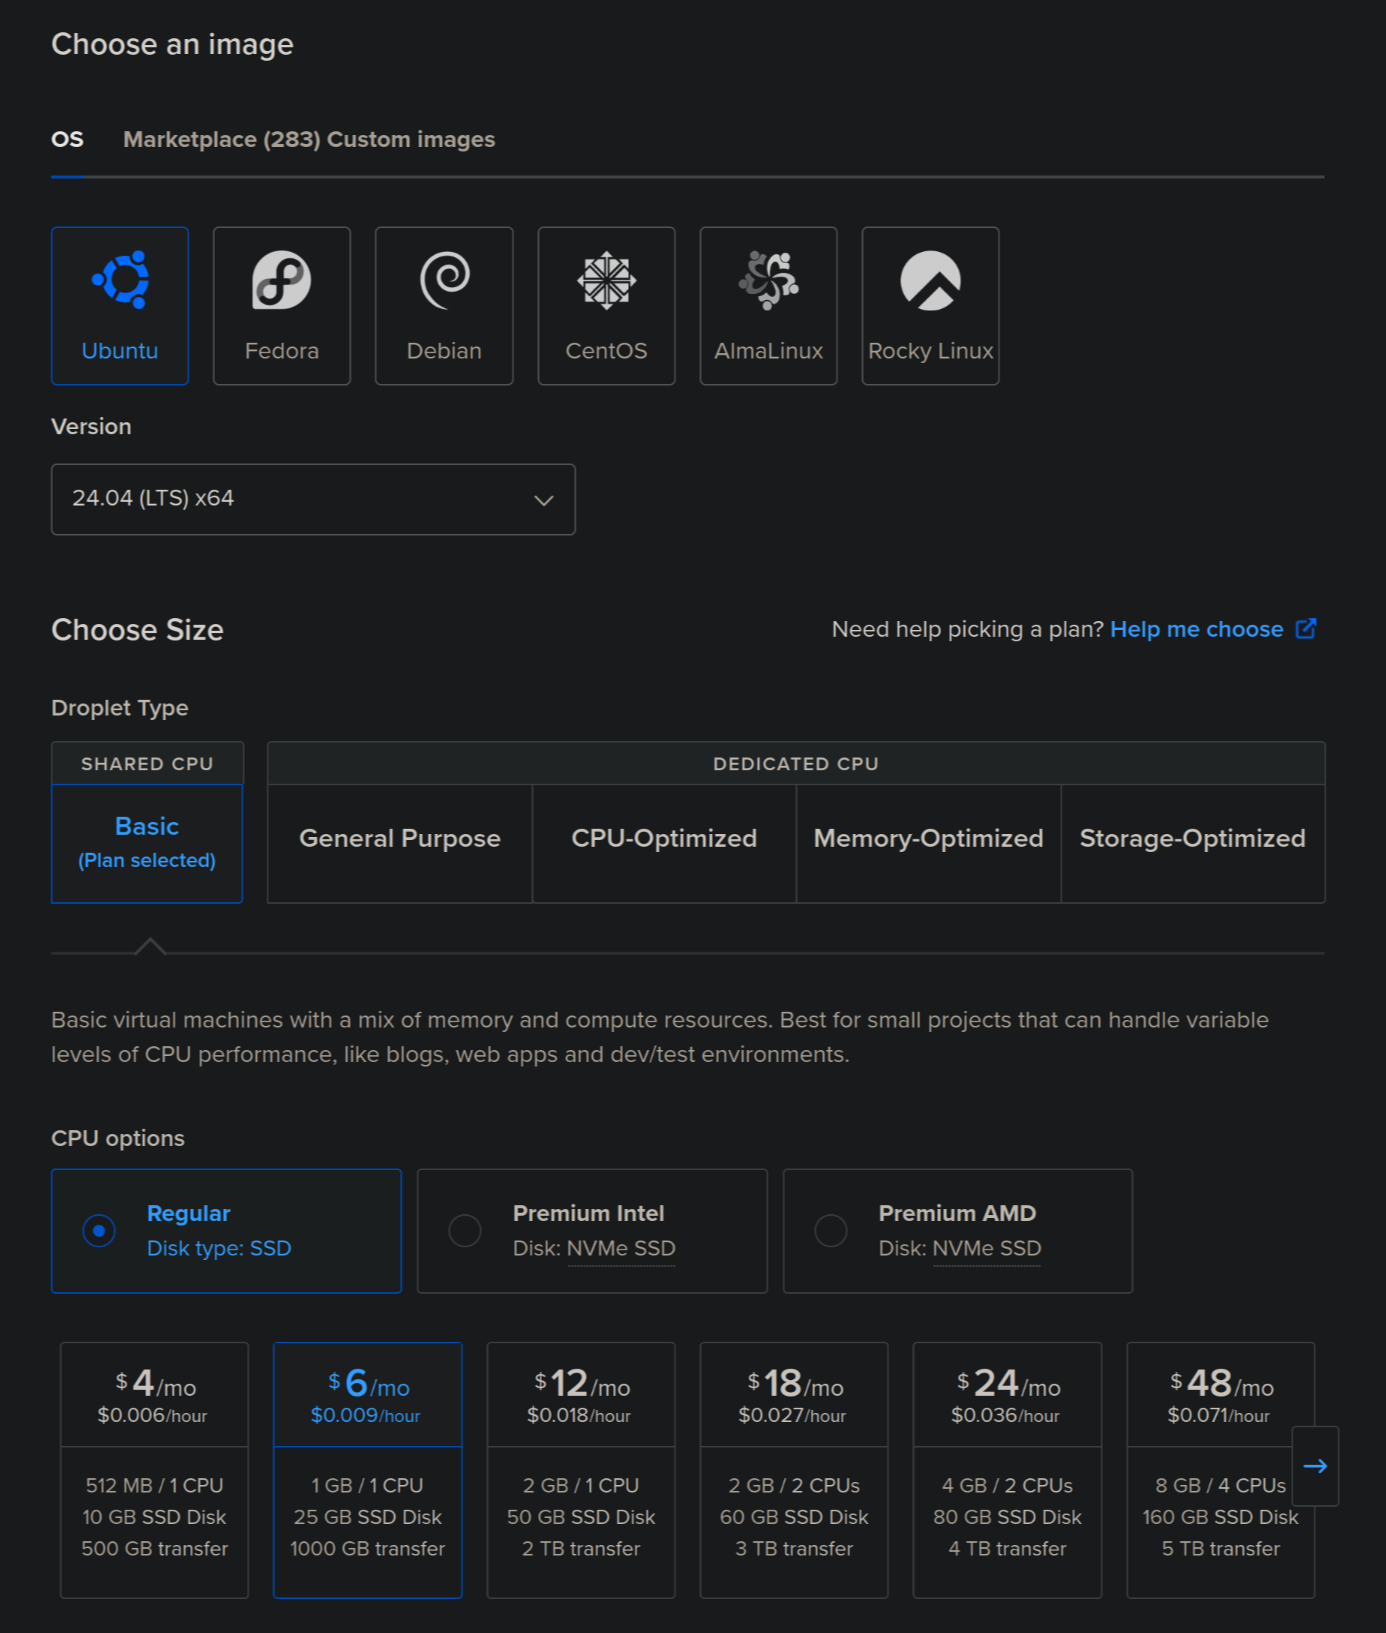 Choose an image
OS Marketplace (283) Custom images
Ubuntu Fedora Debian CentOS AlmaLinux Rocky Linux
Version
24.04 (LTS) x64
Choose Size Need help picking a plan? Help me choose
Droplet Type
SHARED CPU DEDICATED CPU
Basic
(Plan selected)
General Purpose CPU-Optimized Memory-Optimized Storage-Optimized
Basic virtual machines with a mix of memory and compute resources. Best for small projects that can handle variable
levels of CPU performance, like blogs, web apps and dev/test environments.
CPU options
Regular
Disk type: SSD
Premium Intel
Disk: NVMe SSD
Premium AMD
Disk: NVMe SSD
$4/mo
$0.006/hour
512 MB / 1 CPU
10 GB SSD Disk
500 GB transfer
$6/mo
$0.009/hour
1 GB / 1 CPU
25 GB SSD Disk
1000 GB transfer
$12/mo
$0.018/hour
2 GB / 1 CPU
50 GB SSD Disk
2 TB transfer
$18/mo
$0.027/hour
2 GB / 2 CPUs
60 GB SSD Disk
3 TB transfer
$24/mo
$0.036/hour
4 GB / 2 CPUs
80 GB SSD Disk
4 TB transfer
$48/mo
$0.071/hour
8 GB / 4 CPUs
160 GB SSD Disk
5 TB transfer